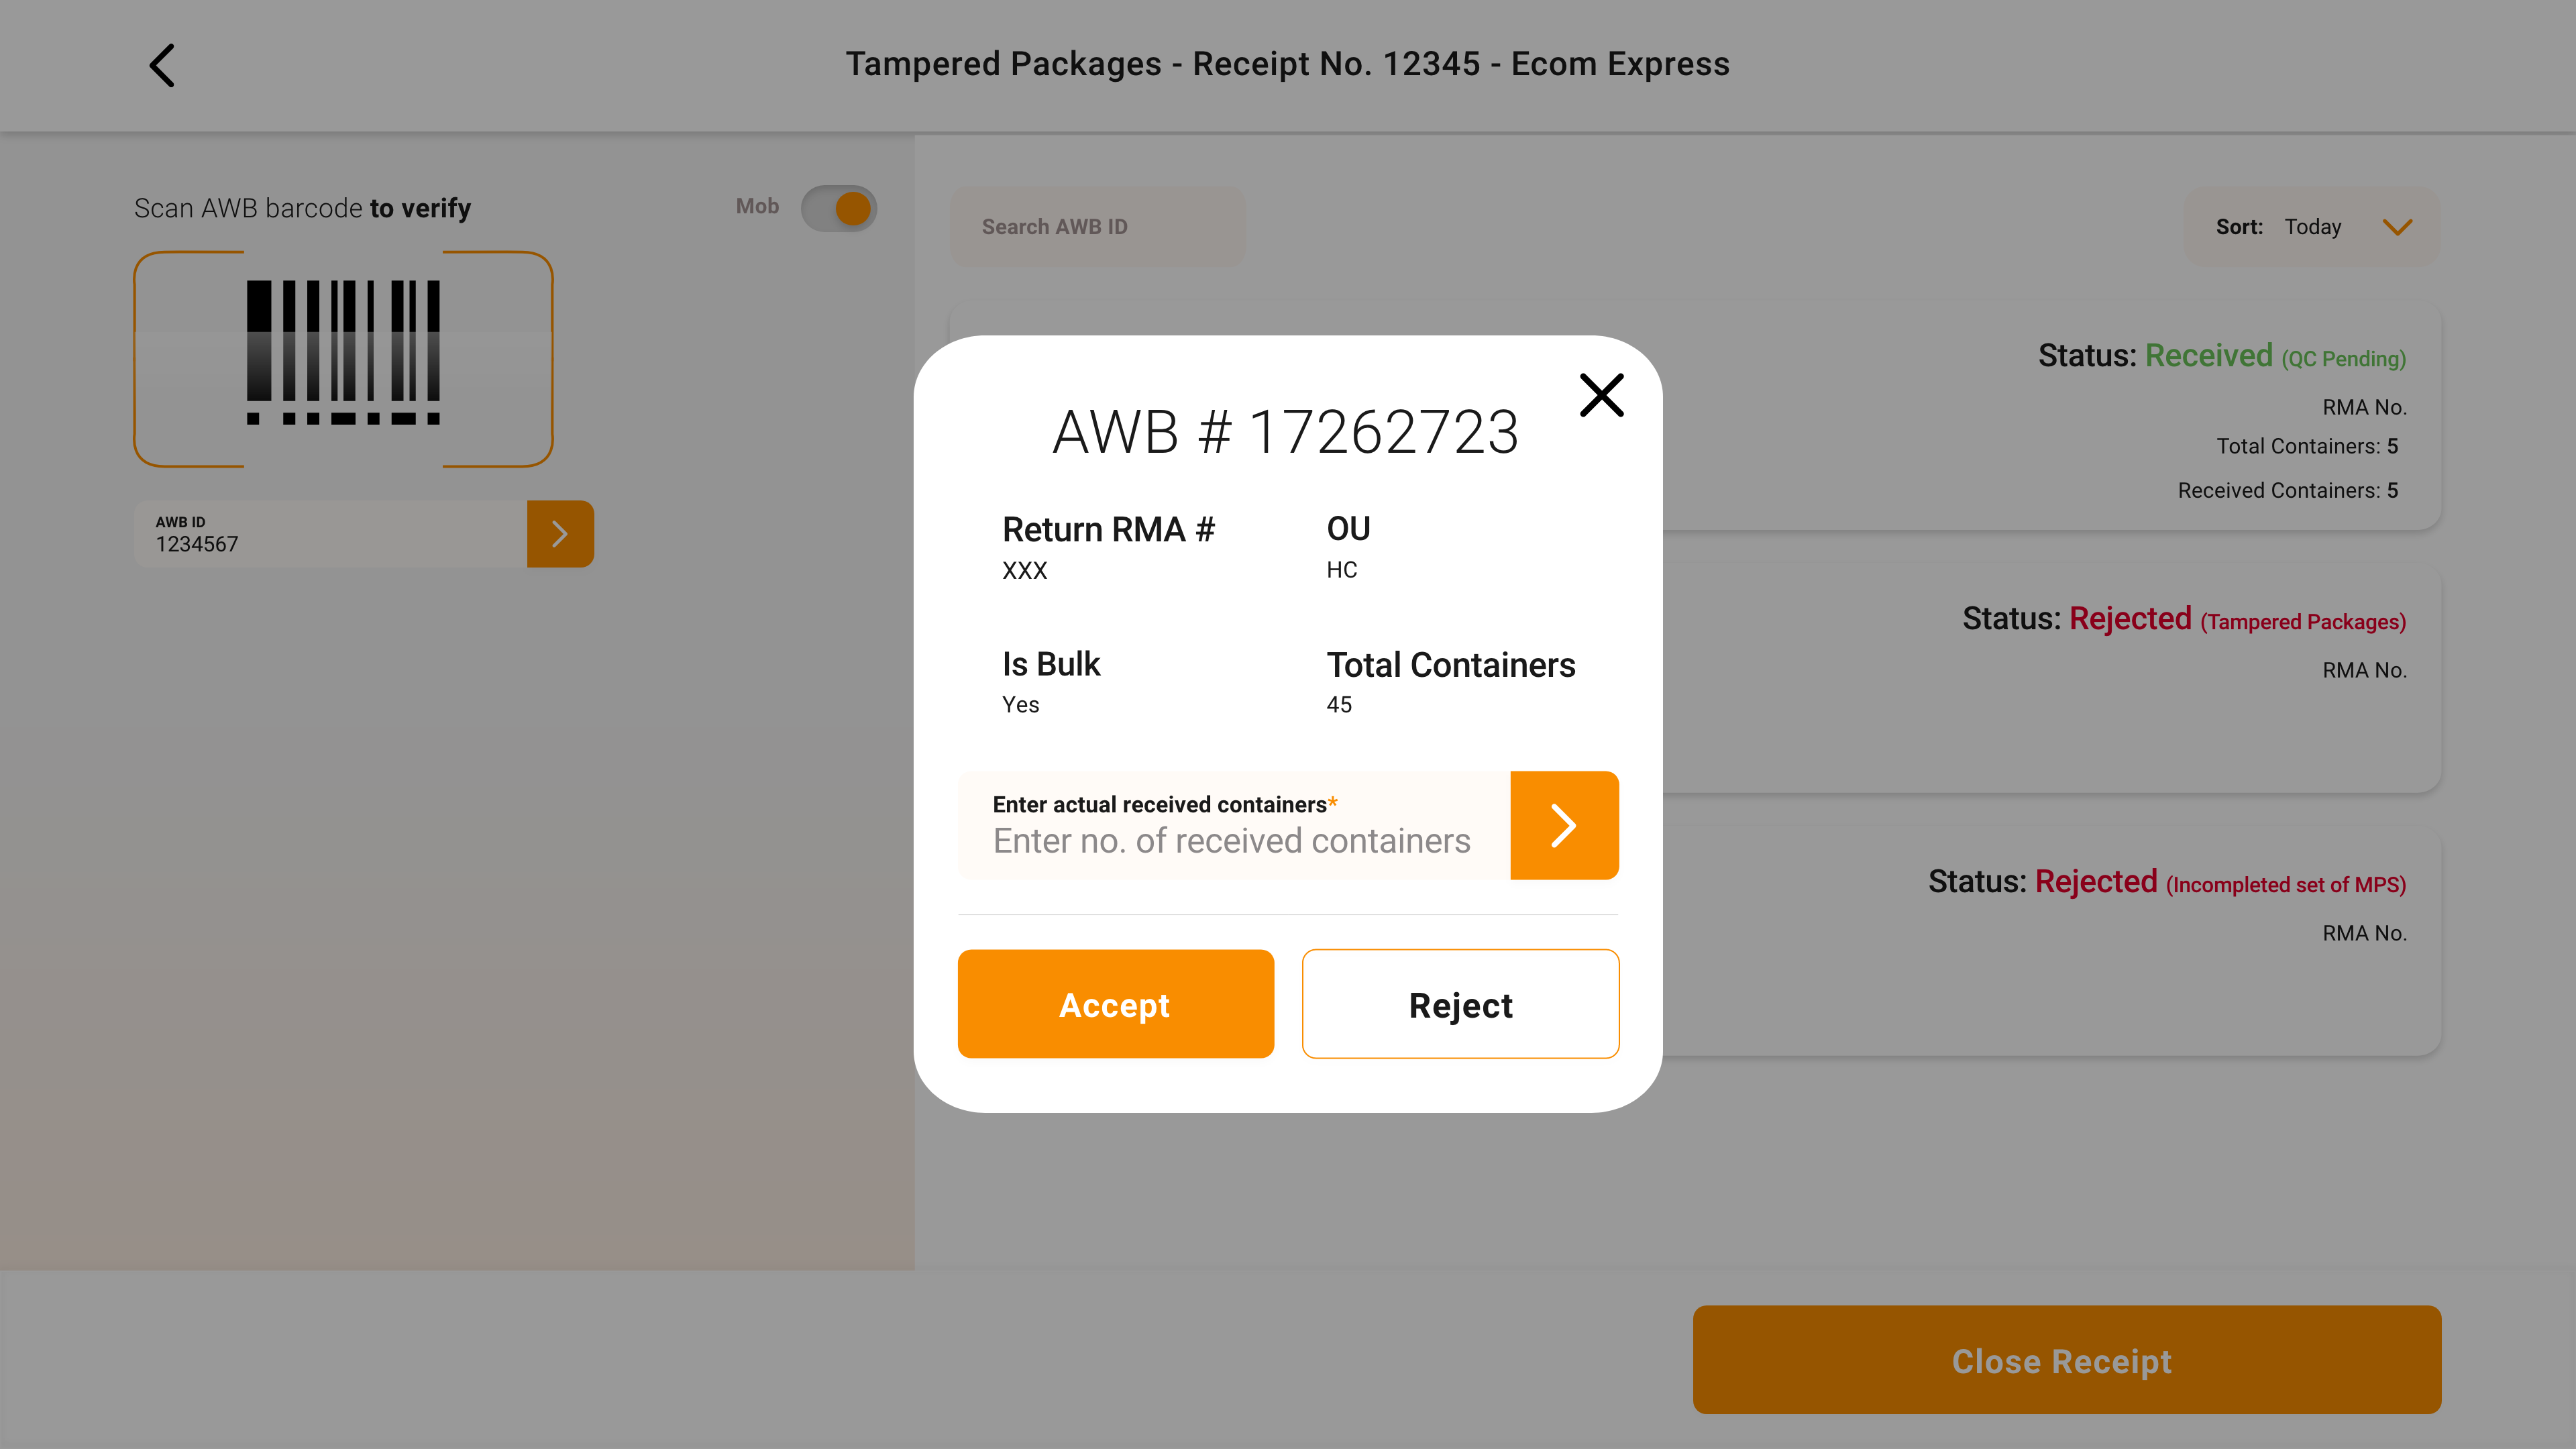 Tampered Packages - Receipt No. 12345 - Ecom Express
Scan AWB barcode to verify
Mob
AWB ID
1234567
Search AWB ID
Sort: Today
Status: Received (QC Pending)
RMA No.
Total Containers: 5
Received Containers: 5
Status: Rejected (Tampered Packages)
RMA No.
Status: Rejected (Incompleted set of MPS)
RMA No.
AWB # 17262723
Return RMA #
XXX
OU
HC
Is Bulk
Yes
Total Containers
45
Enter actual received containers*
Enter no. of received containers
Accept
Reject
Close Receipt